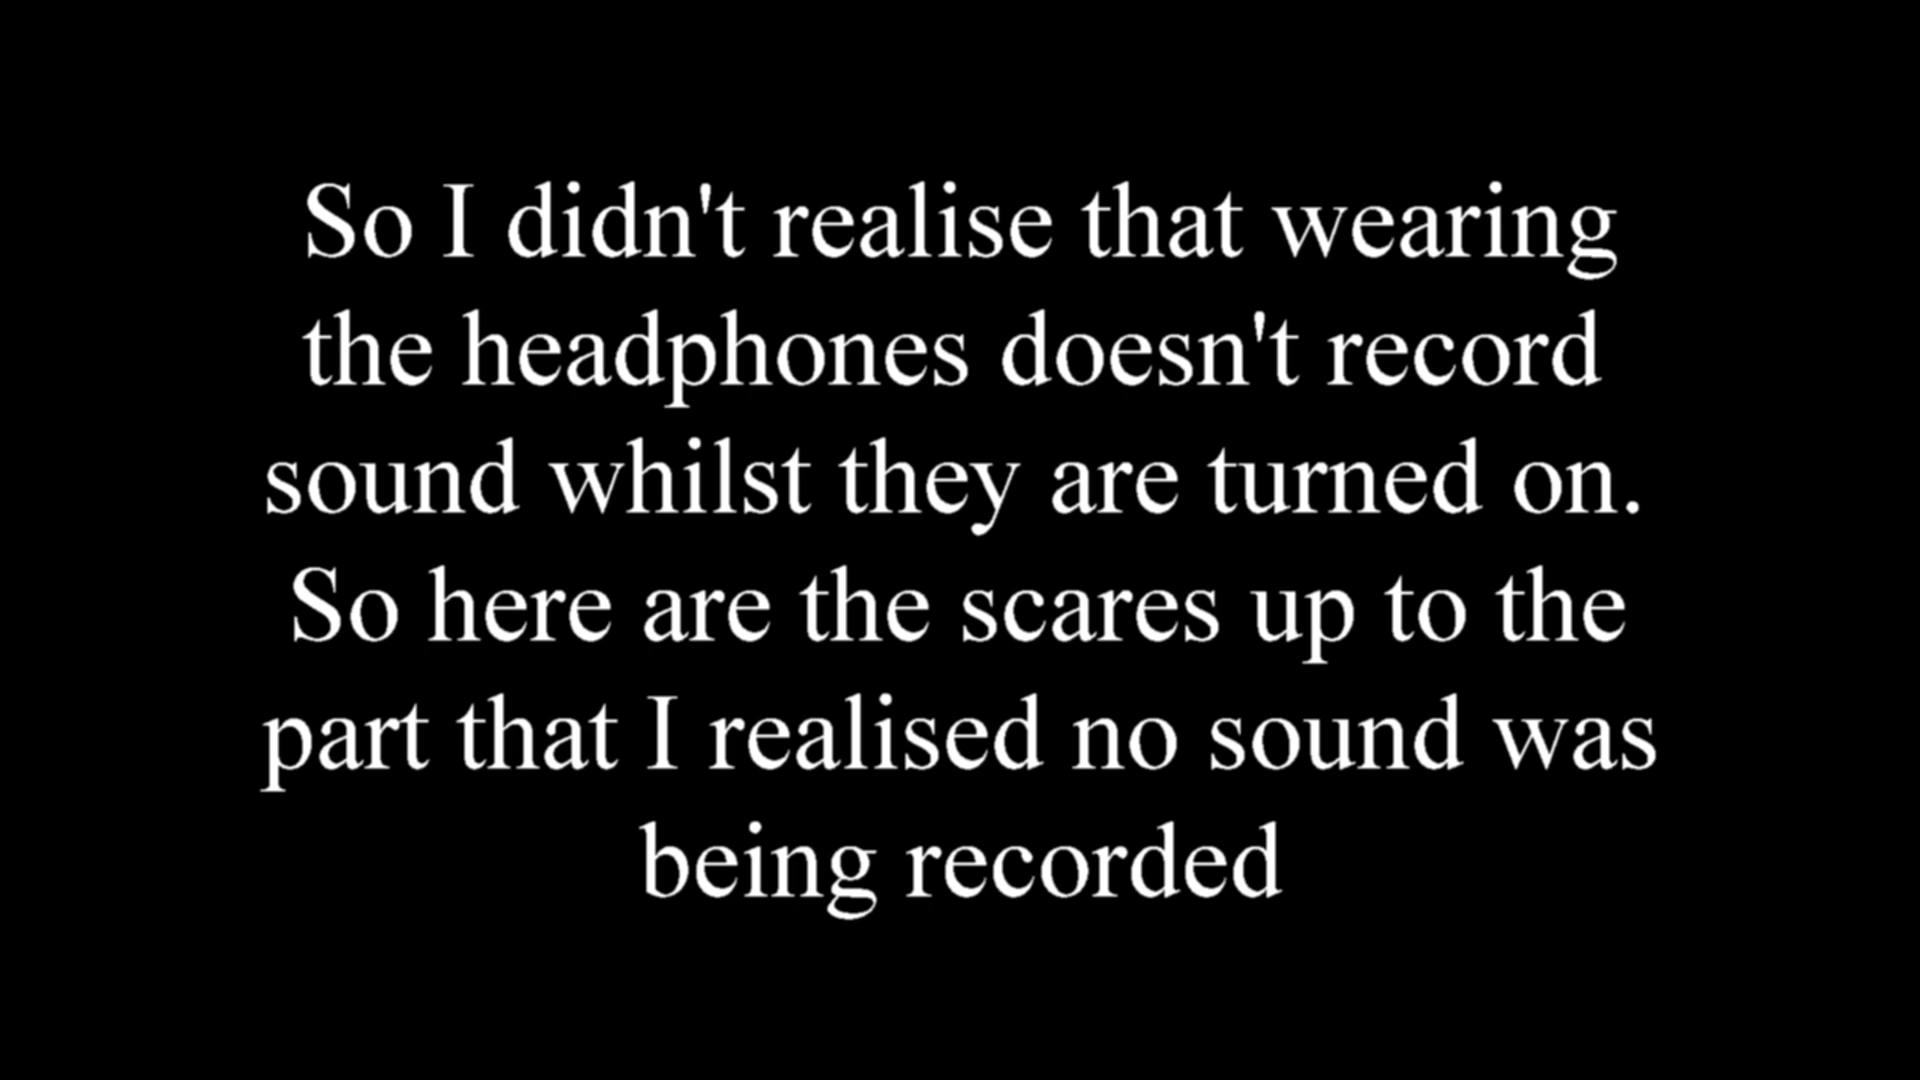 So I didn't realise that wearing
the headphones doesn't record
sound whilst they are turned on.
So here are the scares up to the
part that I realised no sound was
being recorded